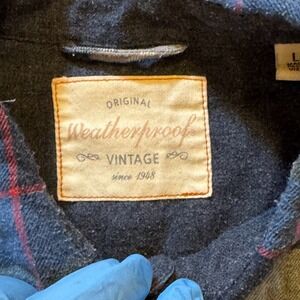 ORIGINAL
Weatherproof
VINTAGE
since 1948
L